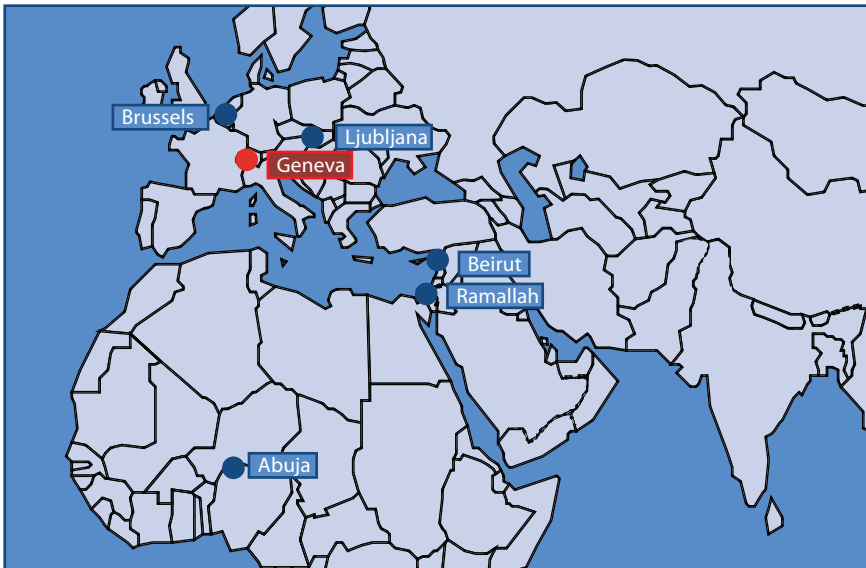 Brussels
Ljubljana
Geneva
Beirut
Ramallah
Abuja